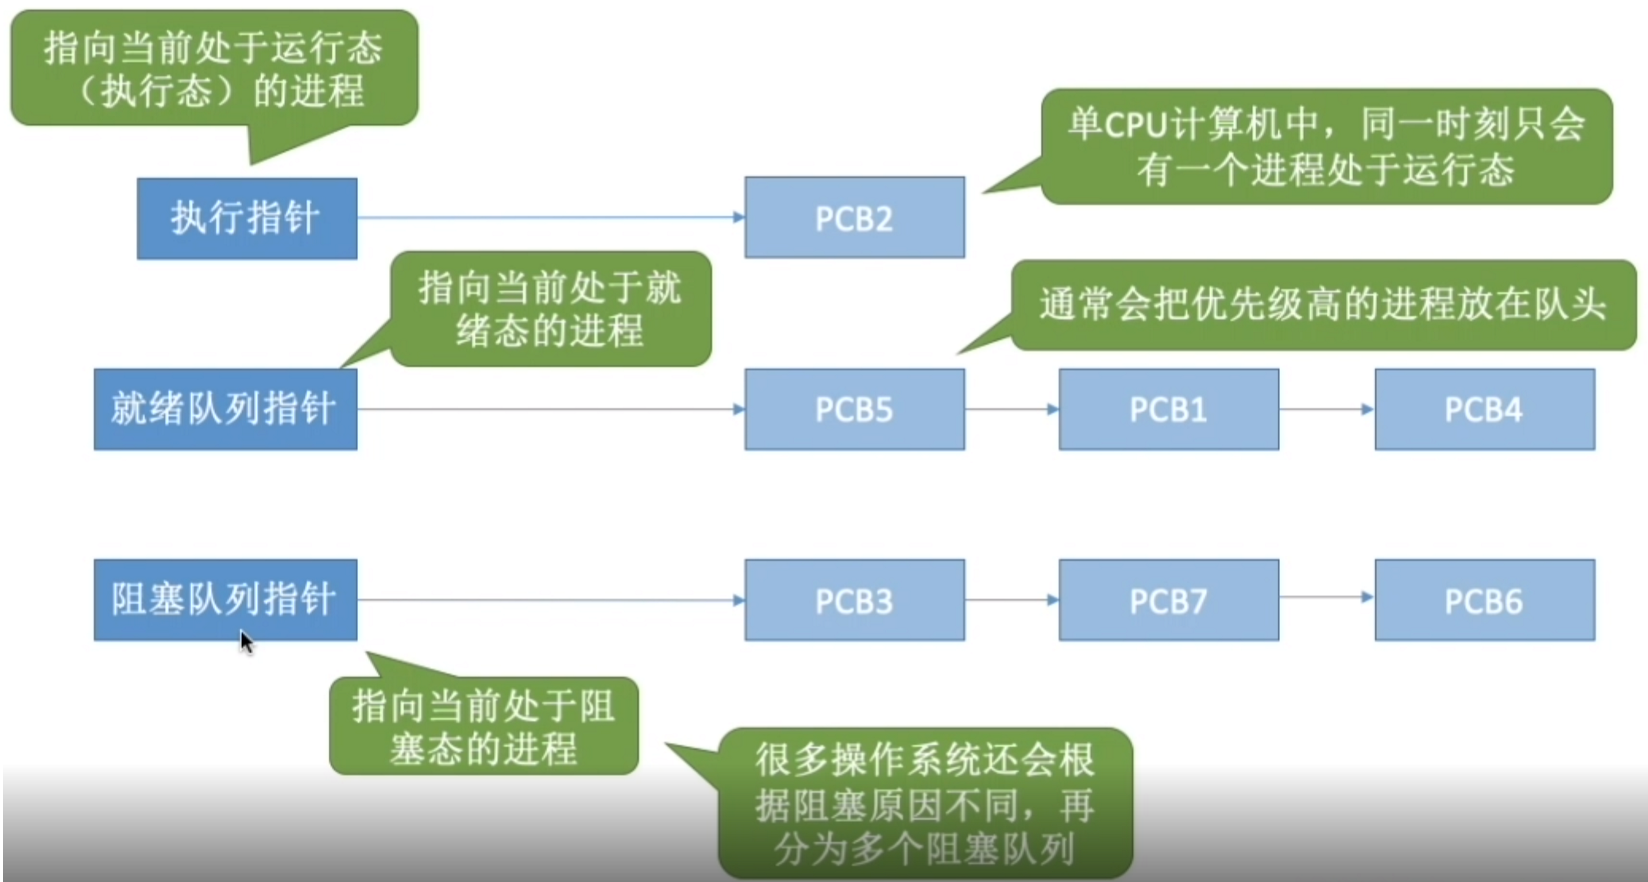 指向当前处于运行态
（执行态）的进程
单CPU计算机中，同一时刻只会
有一个进程处于运行态
执行指针
PCB2
指向当前处于就
绪态的进程
通常会把优先级高的进程放在队头
就绪队列指针
PCB5
PCB1
PCB4
阻塞队列指针
PCB3
PCB7
PCB6
指向当前处于阻
塞态的进程
很多操作系统还会根
据阻塞原因不同，再
分为多个阻塞队列